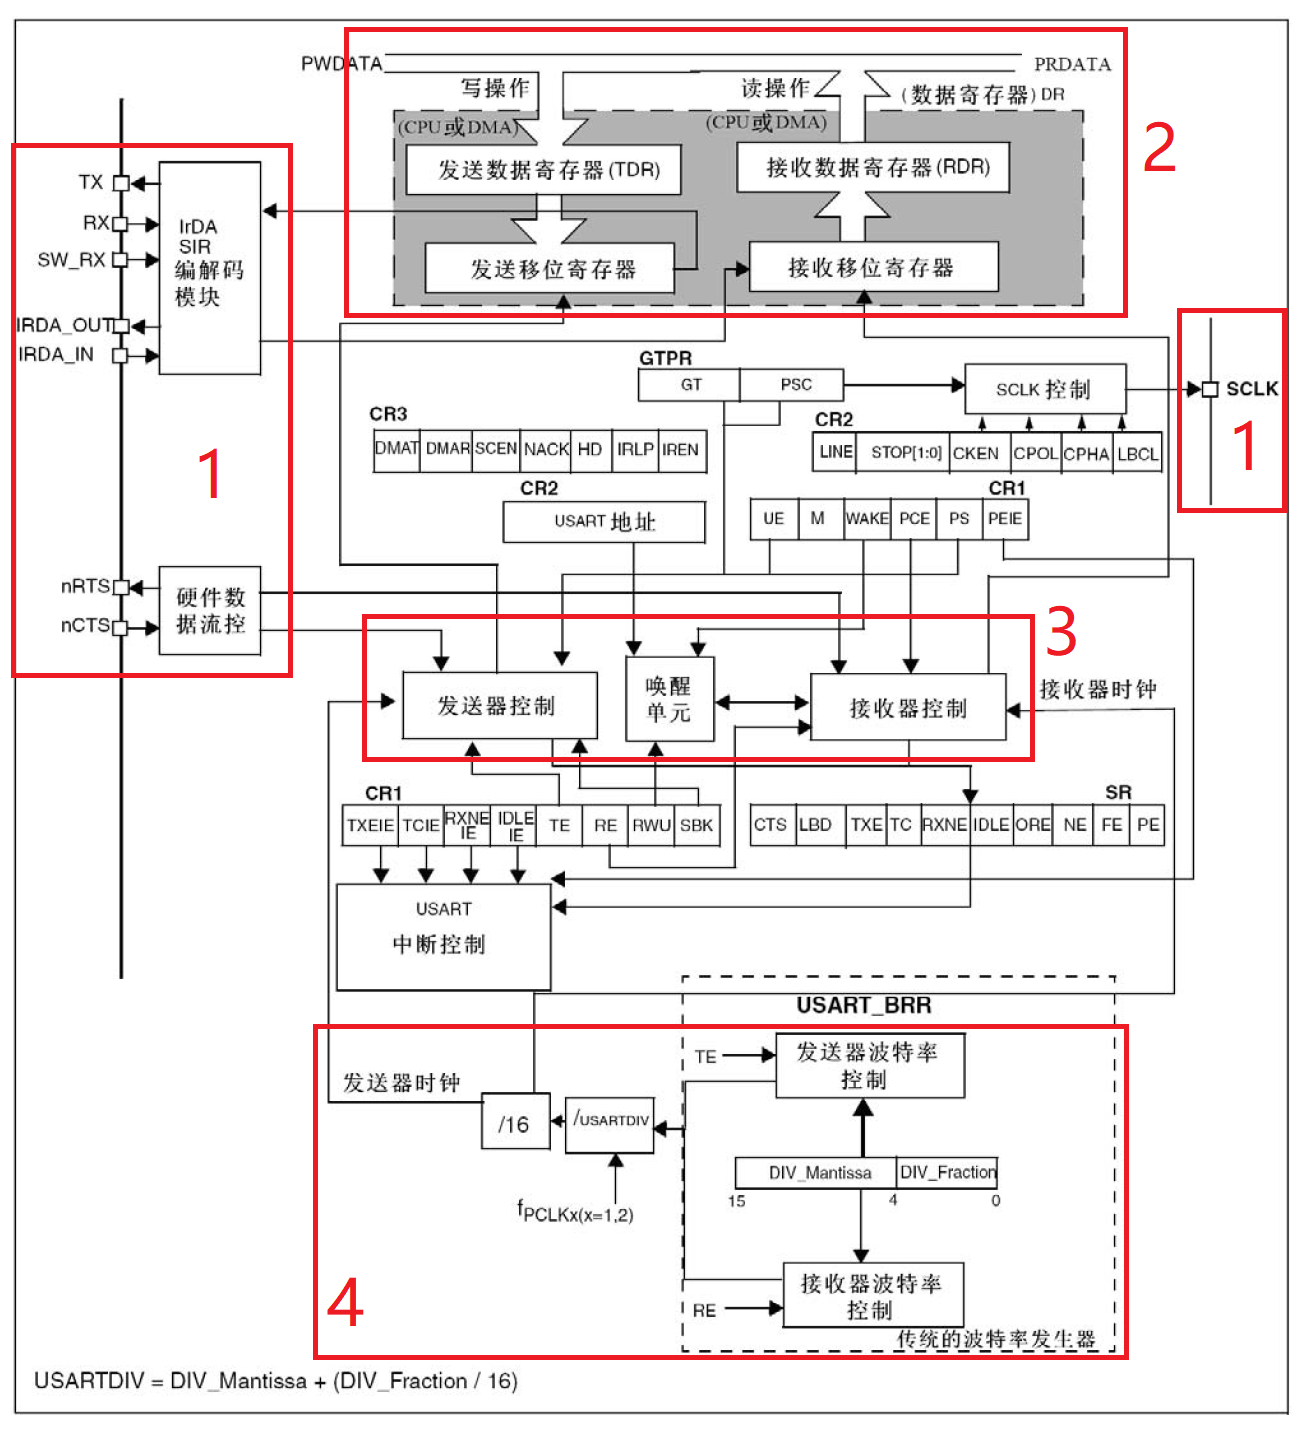 PWDATA
PRDATA
写操作
读操作
(数据寄存器) DR
(CPU或DMA)
(CPU或DMA)
2
发送数据寄存器(TDR)
接收数据寄存器(RDR)
发送移位寄存器
接收移位寄存器
TX
RX
SW_RX
IRDA_OUT
IRDA_IN
IrDA
SIR
编解码
模块
1
nRTS
nCTS
硬件数
据流控
GTPR
GT
PSC
SCLK 控制
SCLK
1
CR3
DMAT
DMAR
SCEN
NACK
HD
IRLP
IREN
CR2
LINE
STOP[1:0]
CKEN
CPOL
CPHA
LBCL
CR2
USART 地址
CR1
UE
M
WAKE
PCE
PS
PEIE
3
发送器控制
唤醒
单元
接收器控制
接收器时钟
CR1
TXEIE
TCIE
RXNE
IE
IDLE
IE
TE
RE
RWU
SBK
SR
CTS
LBD
TXE
TC
RXNE
IDLE
ORE
NE
FE
PE
USART
中断控制
USART_BRR
TE
发送器波特率
控制
发送器时钟
/16
/USARTDIV
fPCLKx(x=1,2)
DIV_Mantissa
DIV_Fraction
15
4
0
4
RE
接收器波特率
控制
传统的波特率发生器
USARTDIV = DIV_Mantissa + (DIV_Fraction / 16)